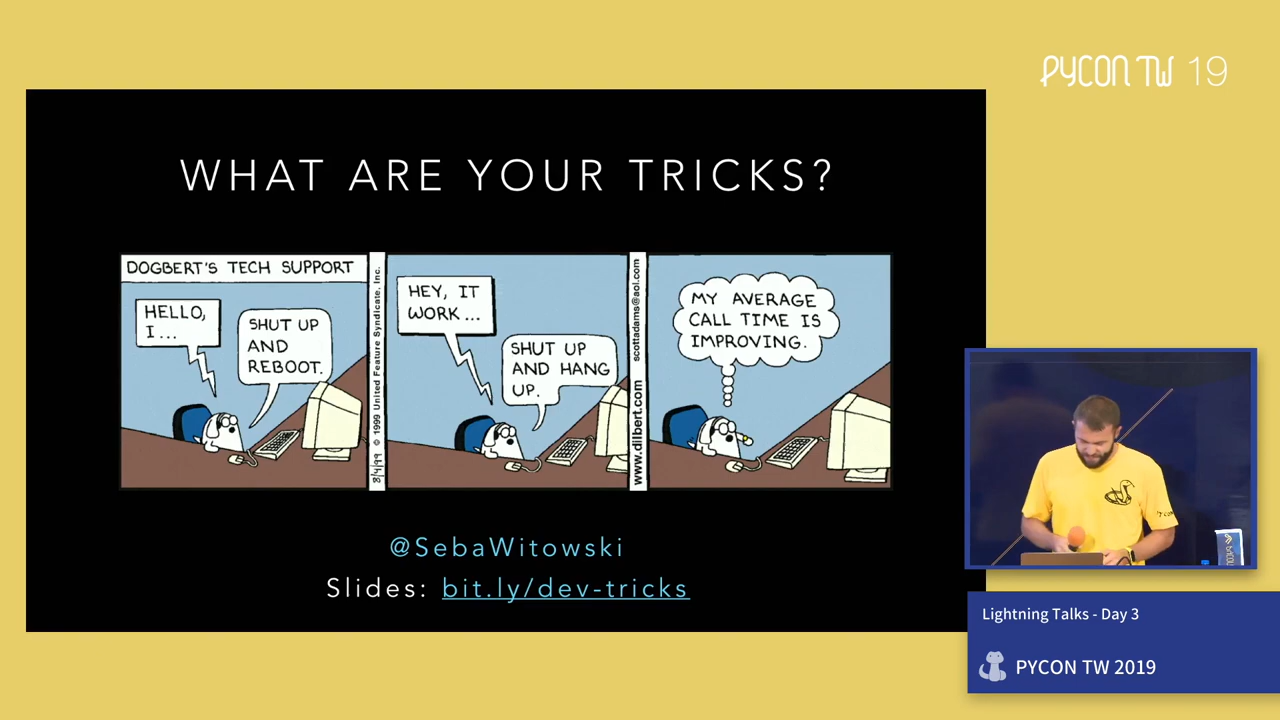 PYCON TW 19
WHAT ARE YOUR TRICKS?
DOGBERT'S TECH SUPPORT
HELLO,
I...
SHUT UP
AND
REBOOT.
8/4/99 © 1999 United Feature Syndicate, Inc.
HEY, IT
WORK...
SHUT UP
AND HANG
UP.
www.dilbert.com scottadams@aol.com
MY AVERAGE
CALL TIME IS
IMPROVING.
@SebaWitowski
Slides: bit.ly/dev-tricks
Lightning Talks - Day 3
PYCON TW 2019